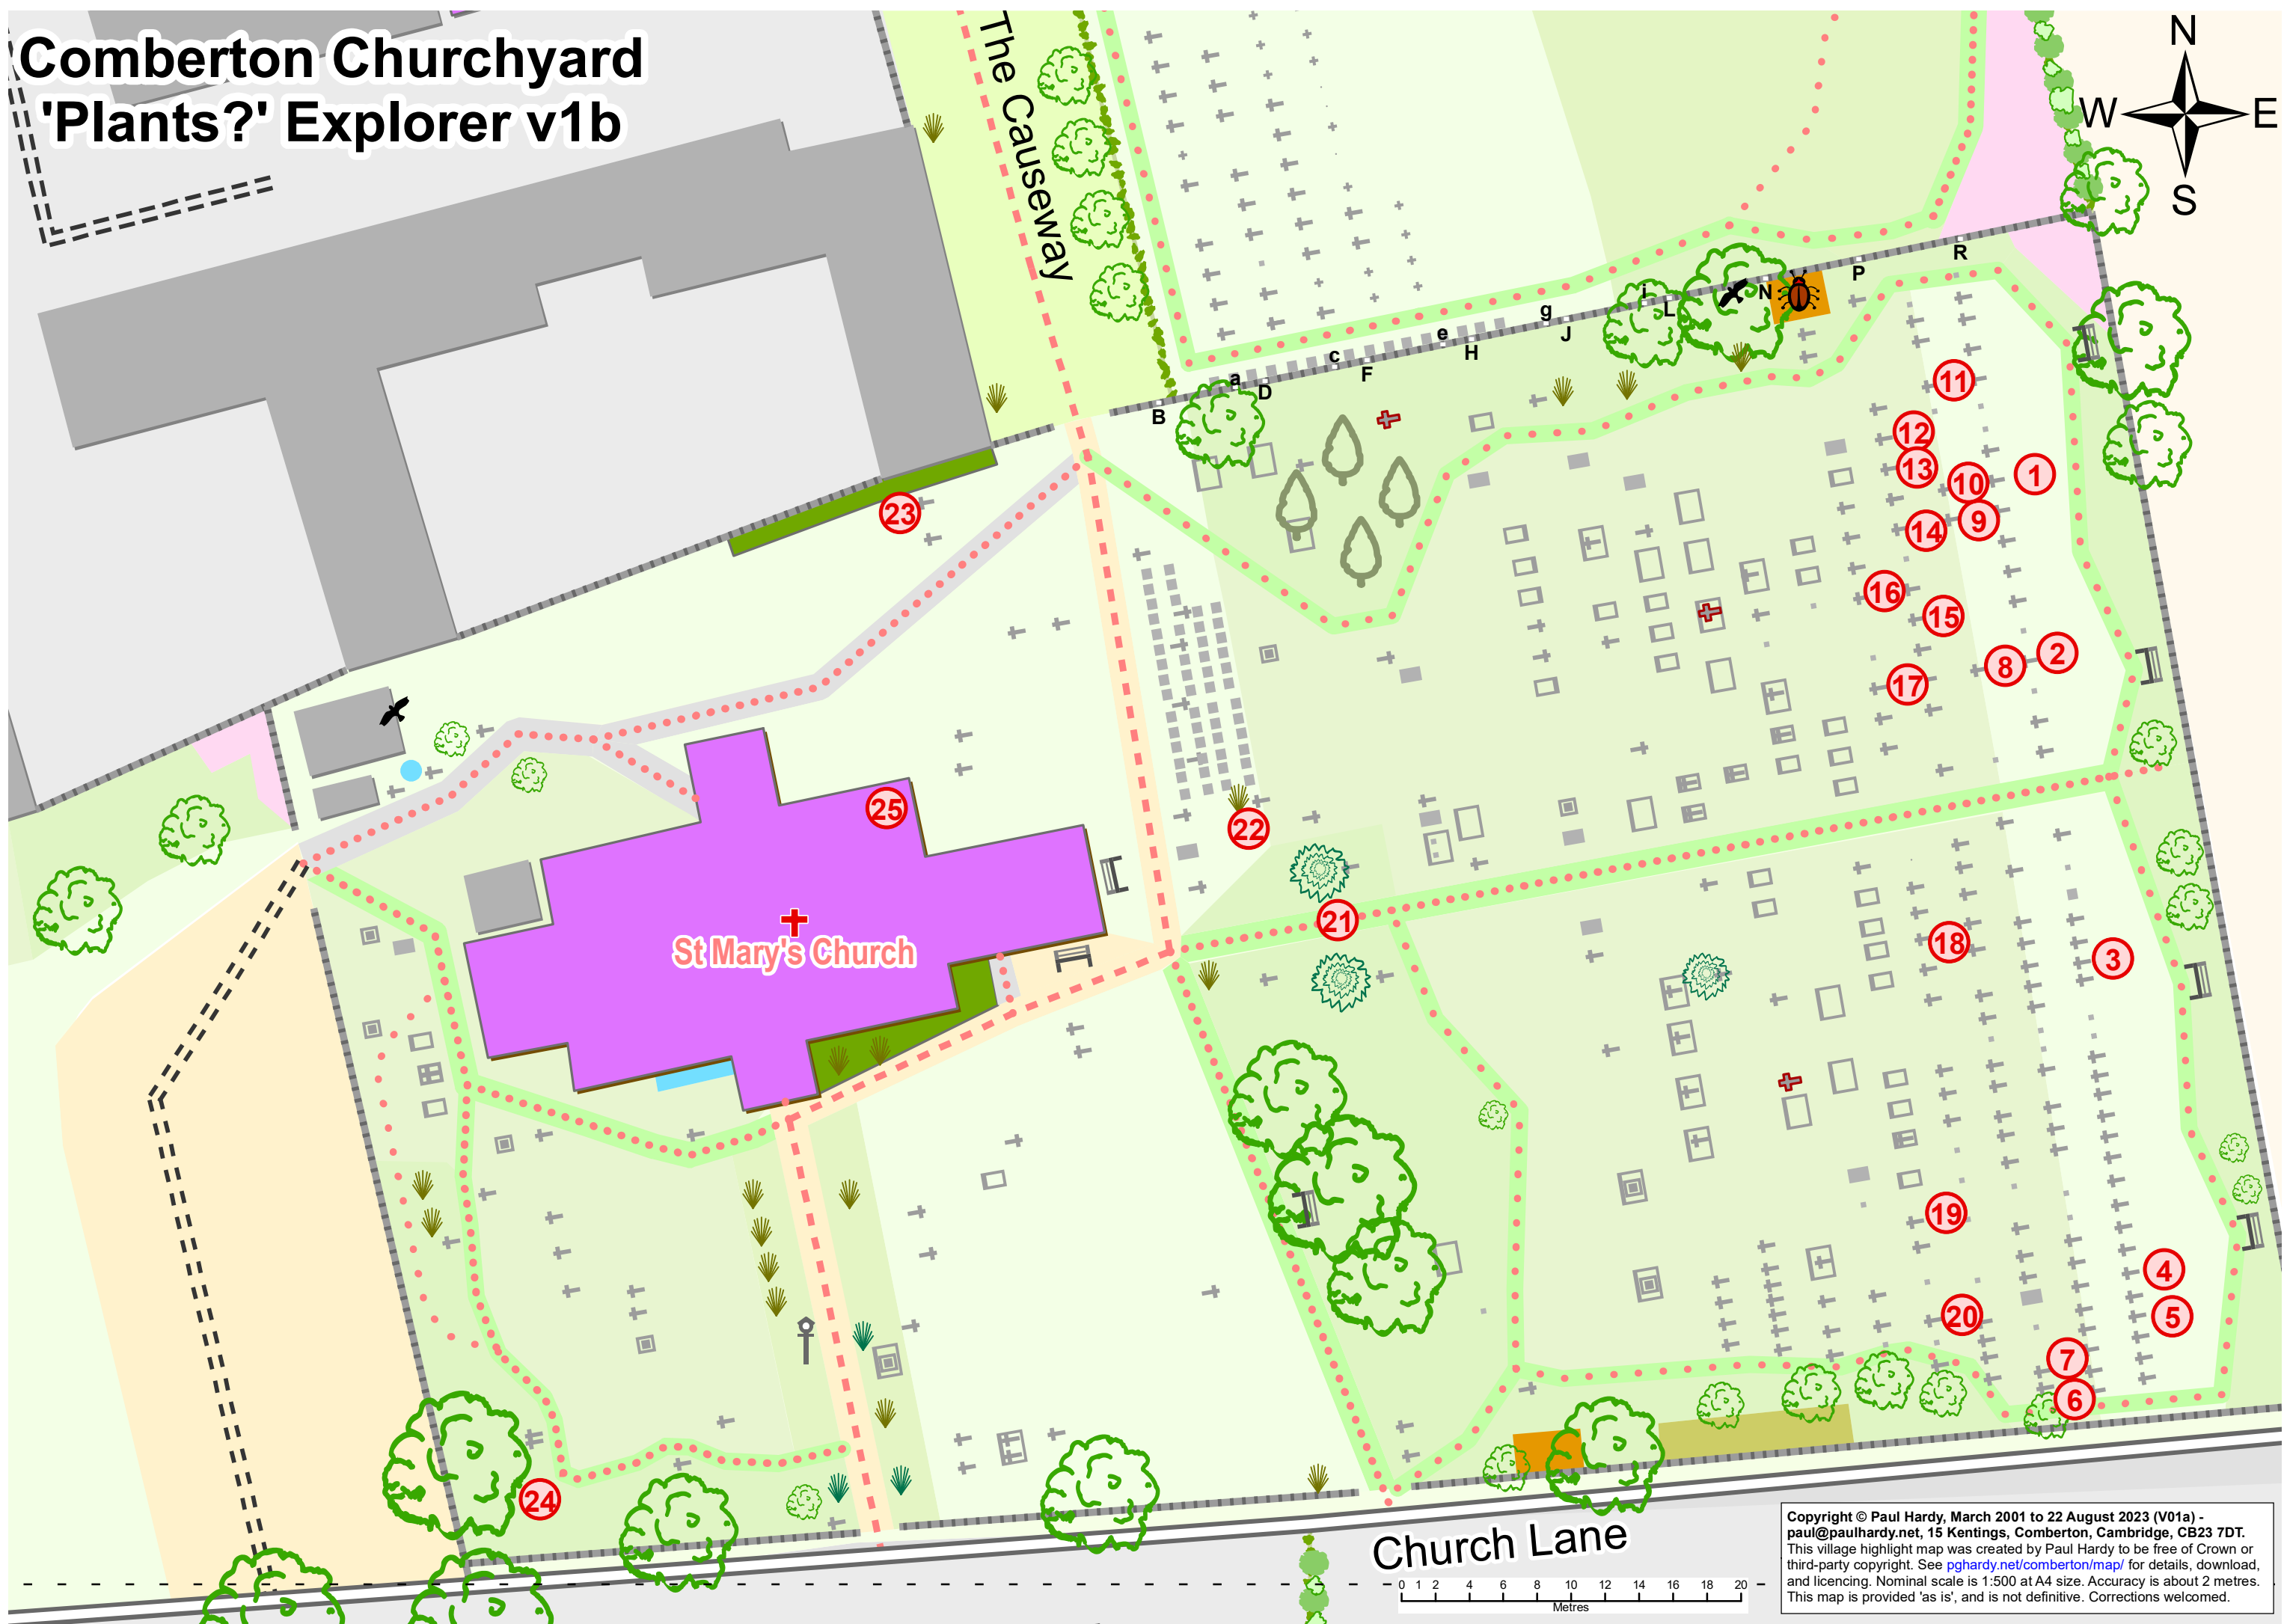 Comberton Churchyard
'Plants?' Explorer v1b
The Causeway
N
W E
S
R
P
N
i
L
g
J
e
H
c
F
a
D
B
11
12
13
10
1
9
14
23
16
15
2
8
17
25
22
21
18
3
St Mary's Church
19
4
5
20
7
6
24
Church Lane
0 1 2 4 6 8 10 12 14 16 18 20
Metres
Copyright © Paul Hardy, March 2001 to 22 August 2023 (V01a) -
paul@paulhardy.net, 15 Kentings, Comberton, Cambridge, CB23 7DT.
This village highlight map was created by Paul Hardy to be free of Crown or
third-party copyright. See pghardy.net/comberton/map/ for details, download,
and licencing. Nominal scale is 1:500 at A4 size. Accuracy is about 2 metres.
This map is provided 'as is', and is not definitive. Corrections welcomed.